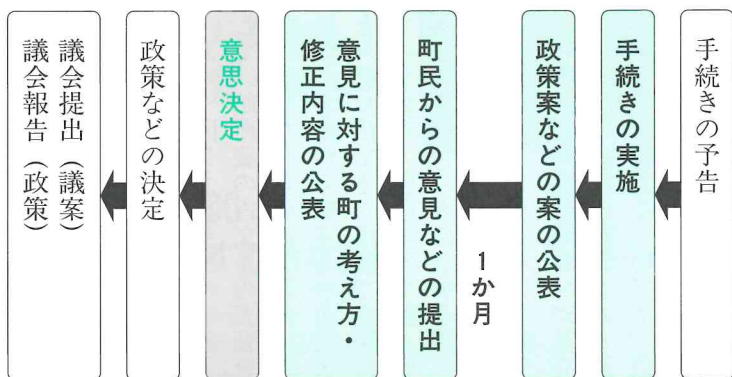 手続きの予告
手続きの実施
政策案などの案の公表
1か月
町民からの意見などの提出
意見に対する町の考え方・
修正内容の公表
意思決定
政策などの決定
議会提出（議案）
議会報告（政策）